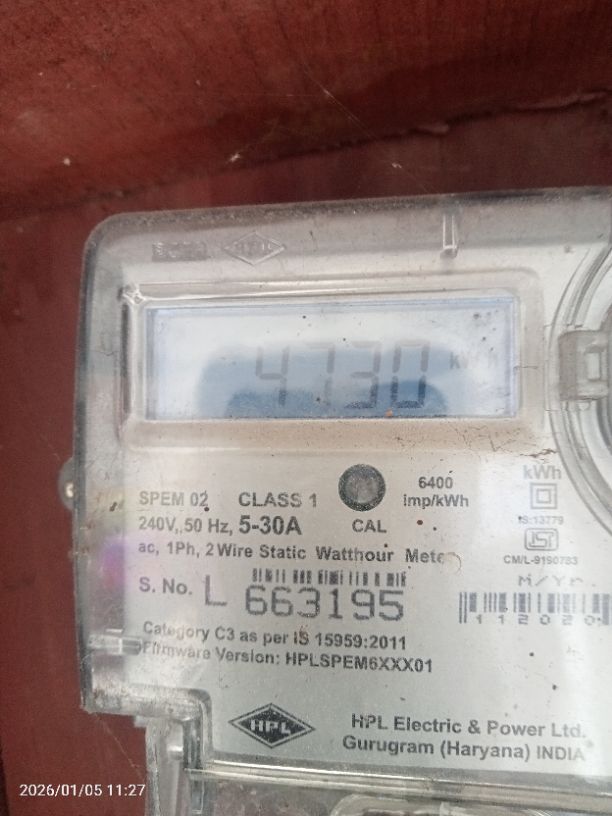 HPL
4730 kWh
SPEM 02 CLASS 1
6400 imp/kWh
kWh
240V, 50 Hz, 5-30A
CAL
IS:13779
ac, 1Ph, 2 Wire Static Watthour Meter
CM/L-9190783
S. No. L 663195
M/Yr.
112020
Category C3 as per IS 15959:2011
Firmware Version: HPLSPEM6XXX01
HPL
HPL Electric & Power Ltd.
Gurugram (Haryana) INDIA
2026/01/05 11:27